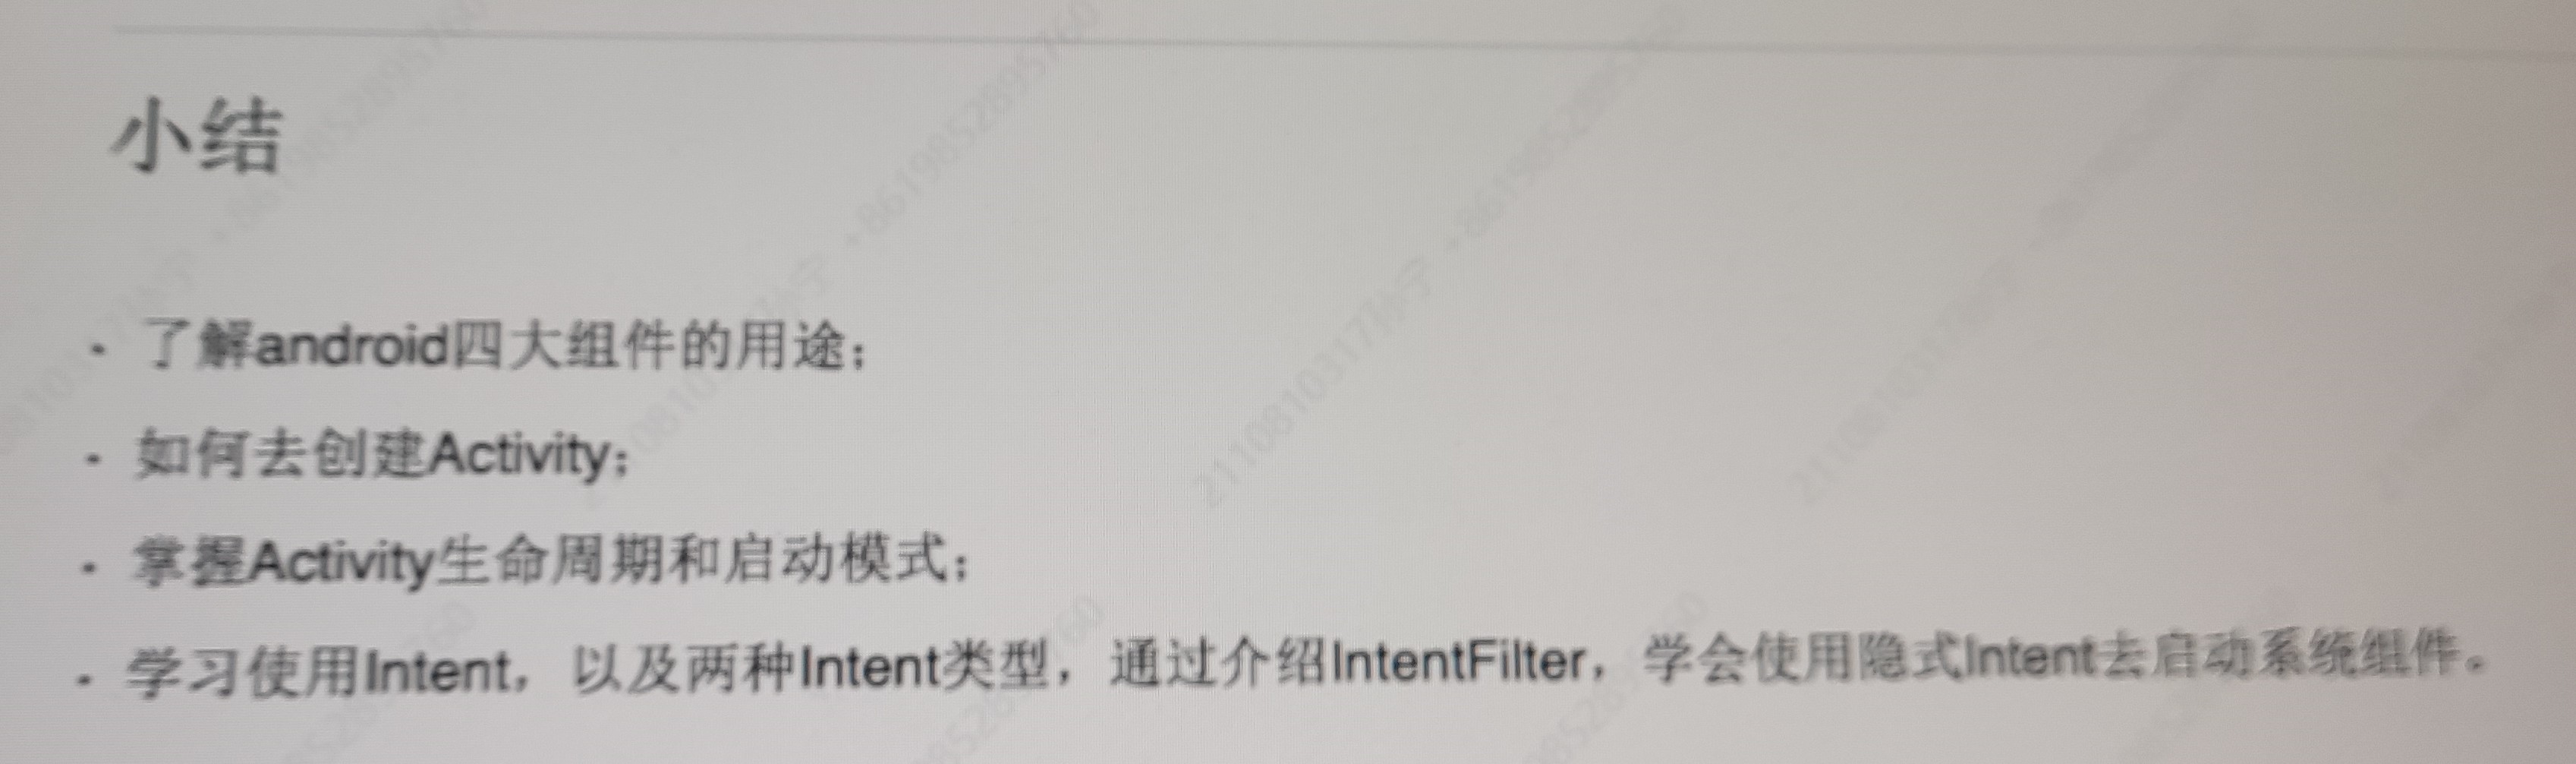 小结
· 了解android四大组件的用途；
· 如何去创建Activity；
· 掌握Activity生命周期和启动模式；
· 学习使用Intent，以及两种Intent类型，通过介绍IntentFilter，学会使用隐式Intent去启动系统组件。